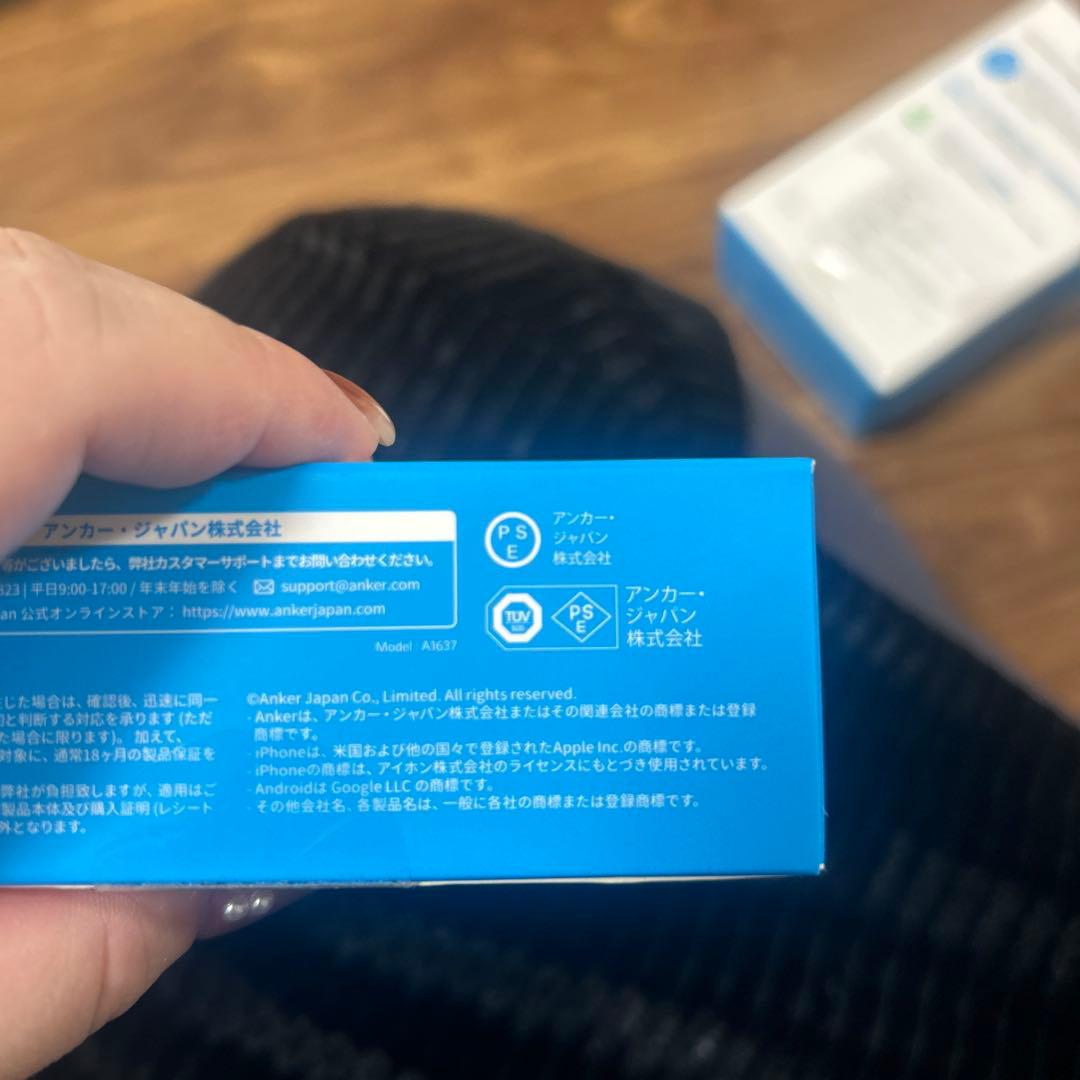 アンカー・ジャパン株式会社
等がございましたら、弊社カスタマーサポートまでお問い合わせください。
323 | 平日9:00-17:00 / 年末年始を除く support@anker.com
an 公式オンラインストア： https://www.ankerjapan.com
Model : A1637
PSE
アンカー・
ジャパン
株式会社
TUV
PSE
アンカー・
ジャパン
株式会社
じた場合は、確認後、迅速に同一
と判断する対応を承ります (ただ
た場合に限ります)。 加えて、
対象に、通常18ヶ月の製品保証を
弊社が負担致しますが、適用はご
製品本体及び購入証明 (レシート
外となります。
©Anker Japan Co., Limited. All rights reserved.
· Ankerは、アンカー・ジャパン株式会社またはその関連会社の商標または登録
商標です。
· iPhoneは、米国および他の国々で登録されたApple Inc.の商標です。
· iPhoneの商標は、アイホン株式会社のライセンスにもとづき使用されています。
· Androidは Google LLC の商標です。
· その他会社名、各製品名は、一般に各社の商標または登録商標です。